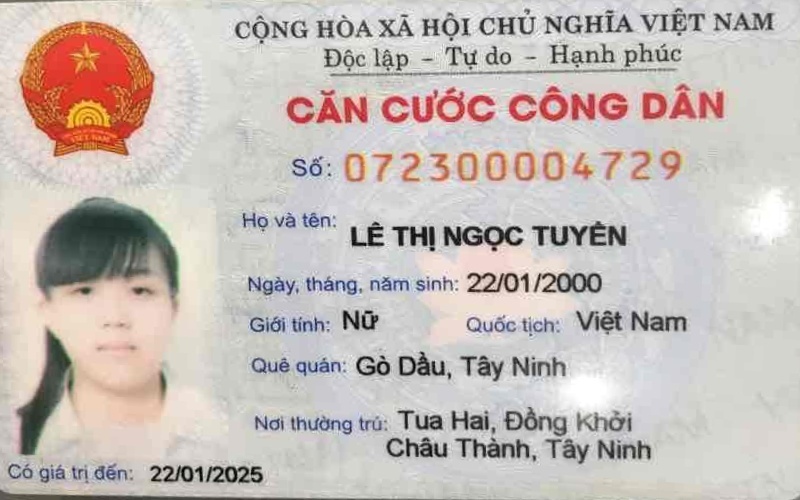 CỘNG HÒA XÃ HỘI CHỦ NGHĨA VIỆT NAM
Độc lập - Tự do - Hạnh phúc
CĂN CƯỚC CÔNG DÂN
Số: 072300004729
Họ và tên: LÊ THỊ NGỌC TUYỀN
Ngày, tháng, năm sinh: 22/01/2000
Giới tính: Nữ Quốc tịch: Việt Nam
Quê quán: Gò Dầu, Tây Ninh
Nơi thường trú: Tua Hai, Đồng Khởi
Châu Thành, Tây Ninh
Có giá trị đến: 22/01/2025
VIỆT NAM